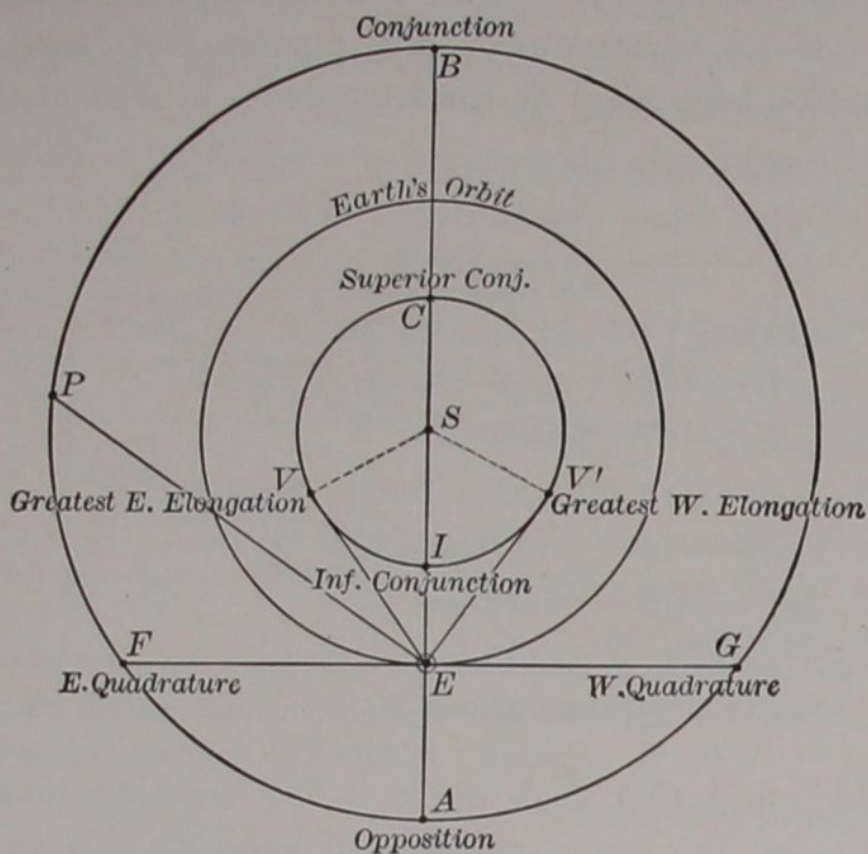 Conjunction
B
Earth's Orbit
Superior Conj.
C
P
S
V
V'
Greatest E. Elongation
Greatest W. Elongation
I
Inf. Conjunction
F
G
E. Quadrature
E
W. Quadrature
A
Opposition